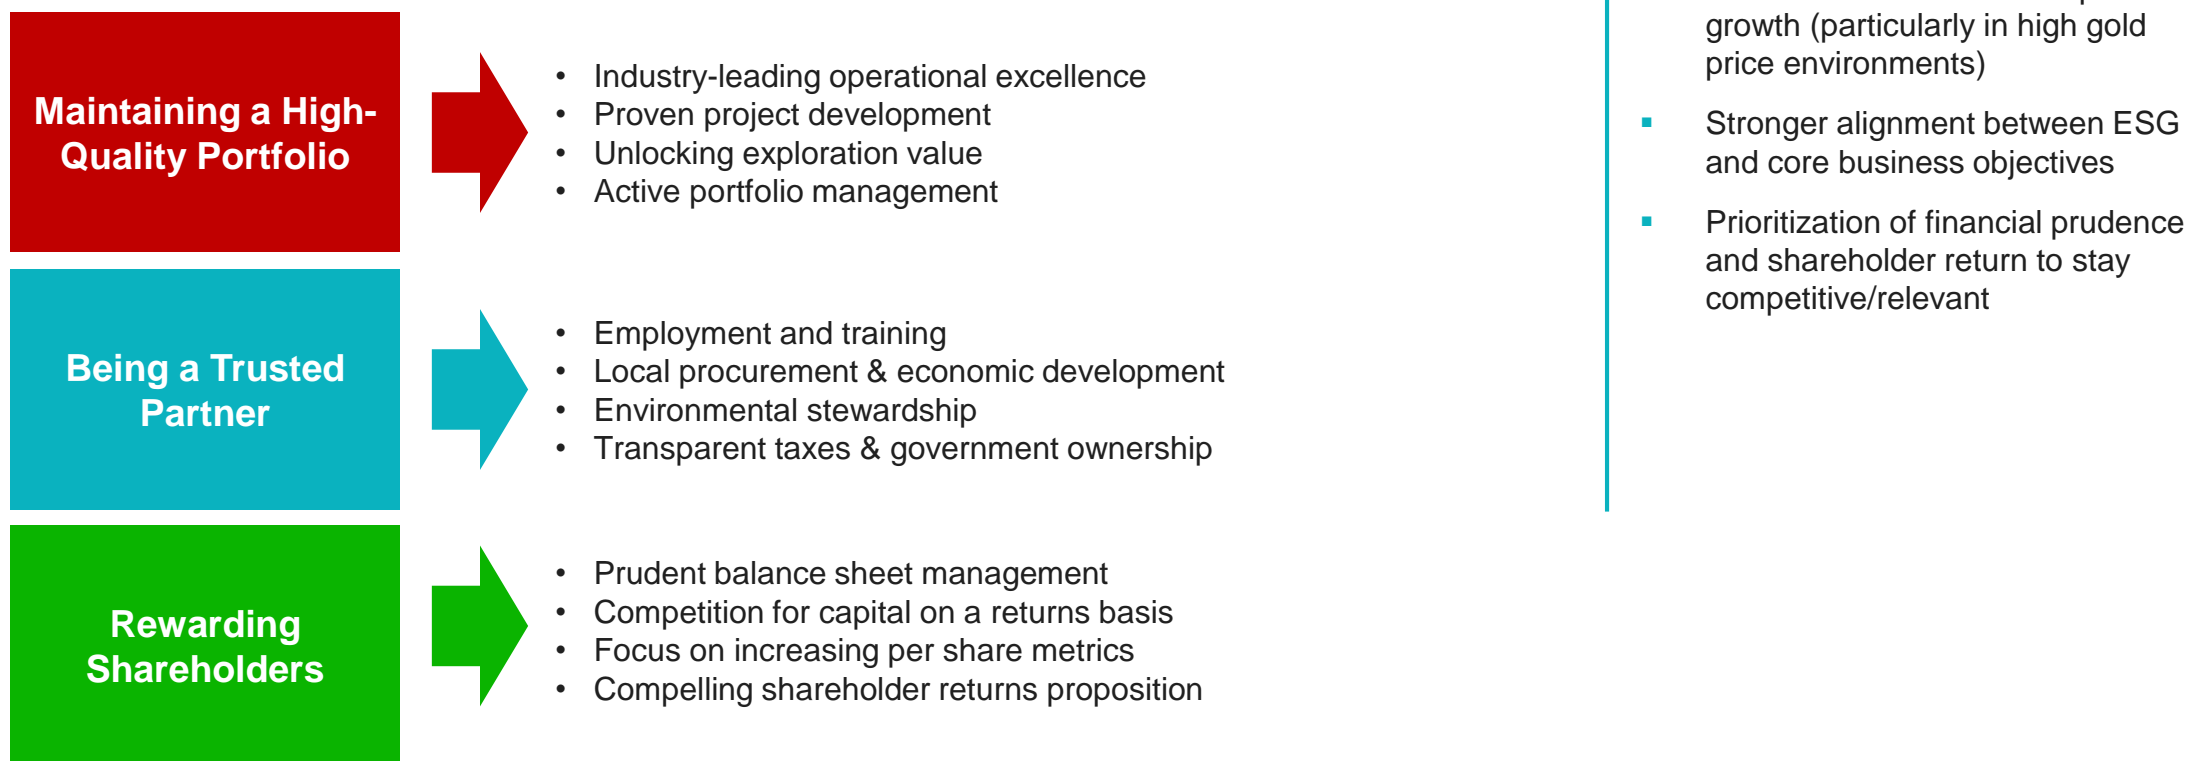 Maintaining a High-
Quality Portfolio
• Industry-leading operational excellence
• Proven project development
• Unlocking exploration value
• Active portfolio management
Being a Trusted
Partner
• Employment and training
• Local procurement & economic development
• Environmental stewardship
• Transparent taxes & government ownership
Rewarding
Shareholders
• Prudent balance sheet management
• Competition for capital on a returns basis
• Focus on increasing per share metrics
• Compelling shareholder returns proposition
growth (particularly in high gold
price environments)
▪ Stronger alignment between ESG
and core business objectives
▪ Prioritization of financial prudence
and shareholder return to stay
competitive/relevant